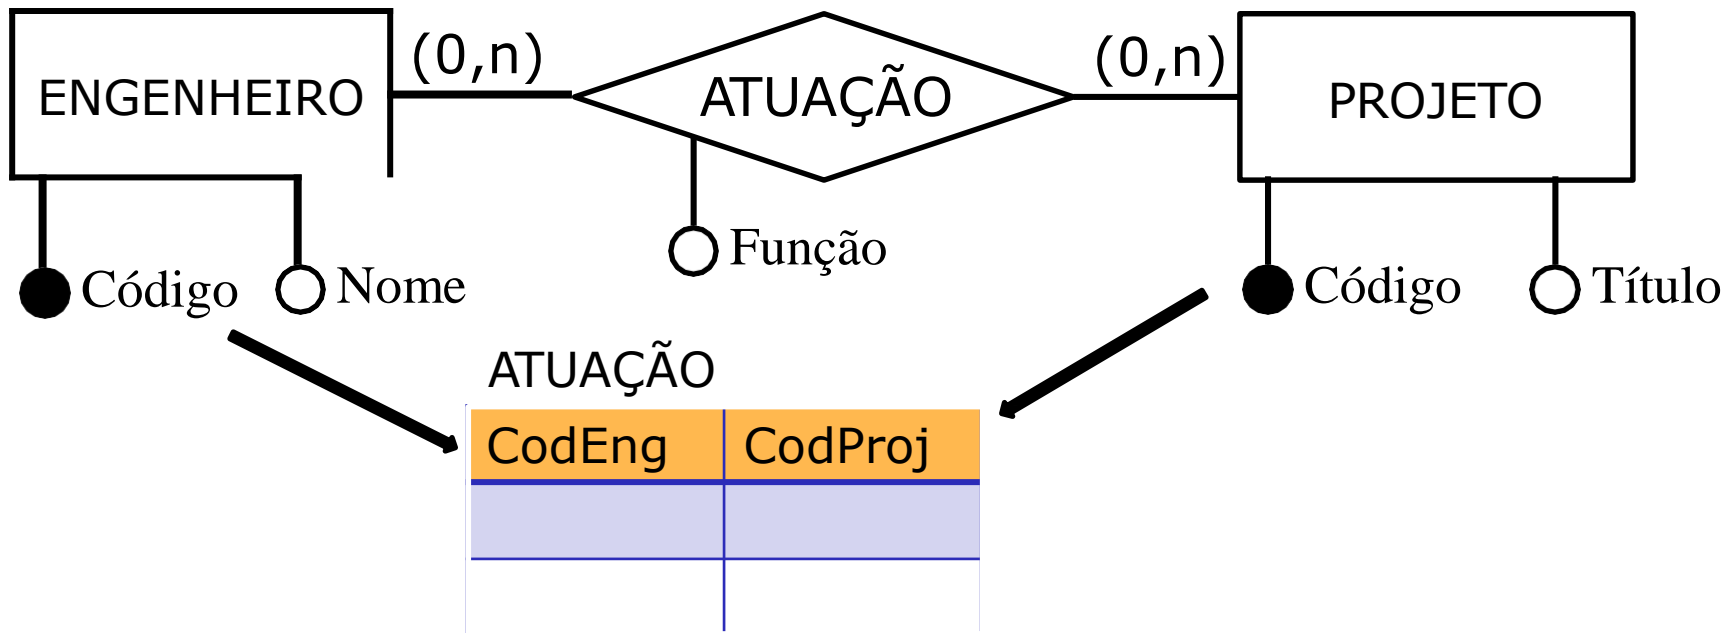 ENGENHEIRO (0,n) ATUAÇÃO (0,n) PROJETO
Código Nome Função Código Título
ATUAÇÃO
CodEng CodProj